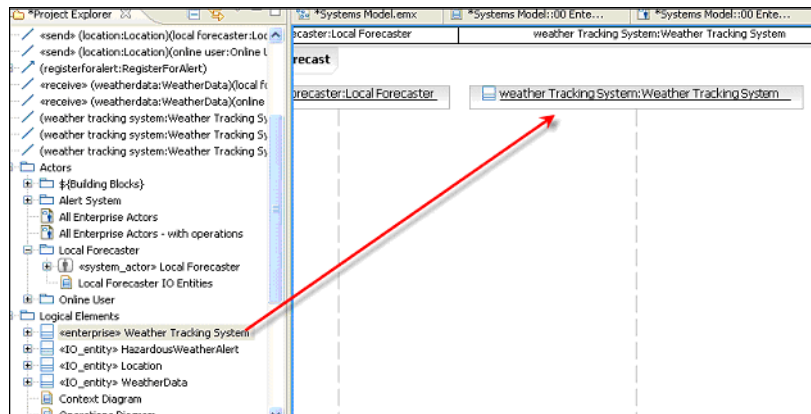 *Project Explorer
«send» (location:Location)(local forecaster:Loc
«send» (location:Location)(online user:Online U
(registerforalert:RegisterForAlert)
«receive» (weatherdata:WeatherData)(local fo
«receive» (weatherdata:WeatherData)(online
(weather tracking system:Weather Tracking Sy
(weather tracking system:Weather Tracking Sy
(weather tracking system:Weather Tracking Sy
Actors
${Building Blocks}
Alert System
All Enterprise Actors
All Enterprise Actors - with operations
Local Forecaster
«system_actor» Local Forecaster
Local Forecaster IO Entities
Online User
Logical Elements
«enterprise» Weather Tracking System
«IO_entity» HazardousWeatherAlert
«IO_entity» Location
«IO_entity» WeatherData
Context Diagram
Operations Diagram
*Systems Model.emx
*Systems Model::00 Ente...
*Systems Model::00 Ente...
ecaster:Local Forecaster
weather Tracking System:Weather Tracking System
recast
orecaster:Local Forecaster
weather Tracking System:Weather Tracking System